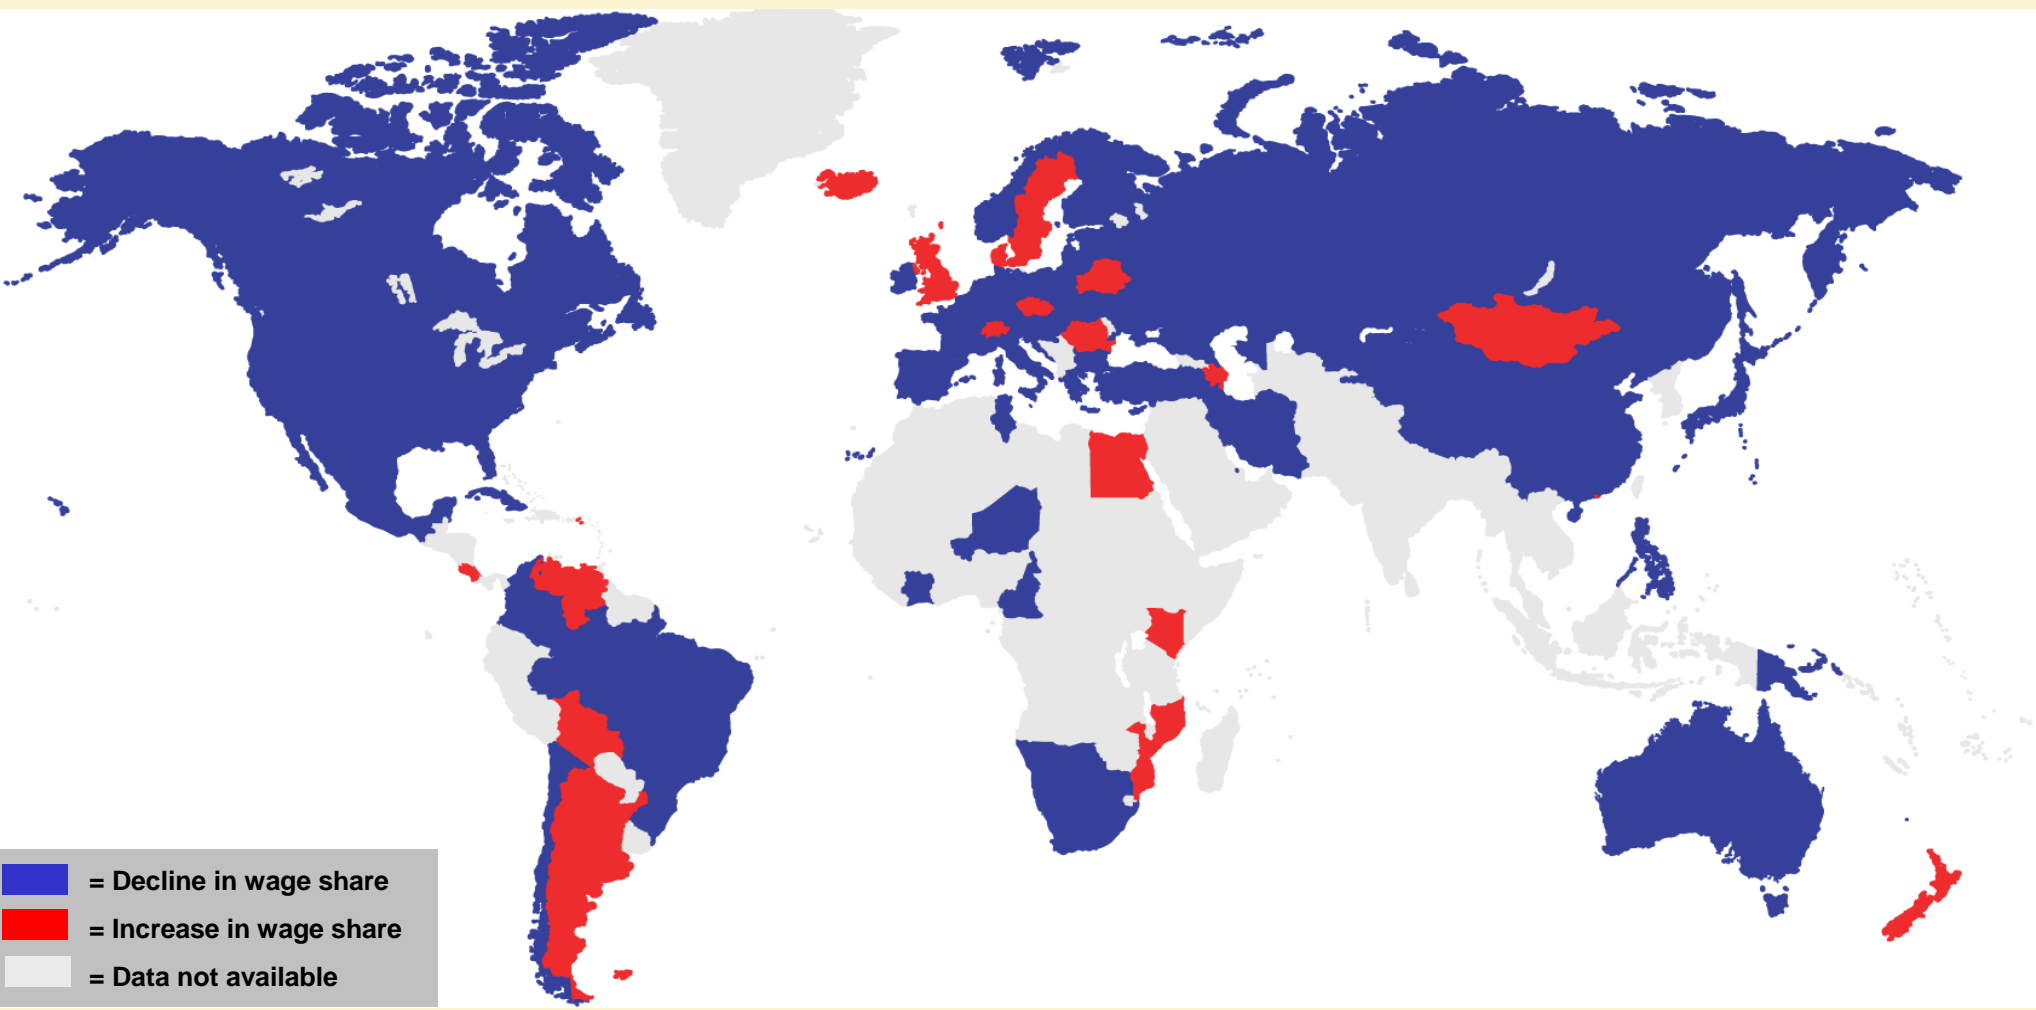 = Decline in wage share
= Increase in wage share
= Data not available